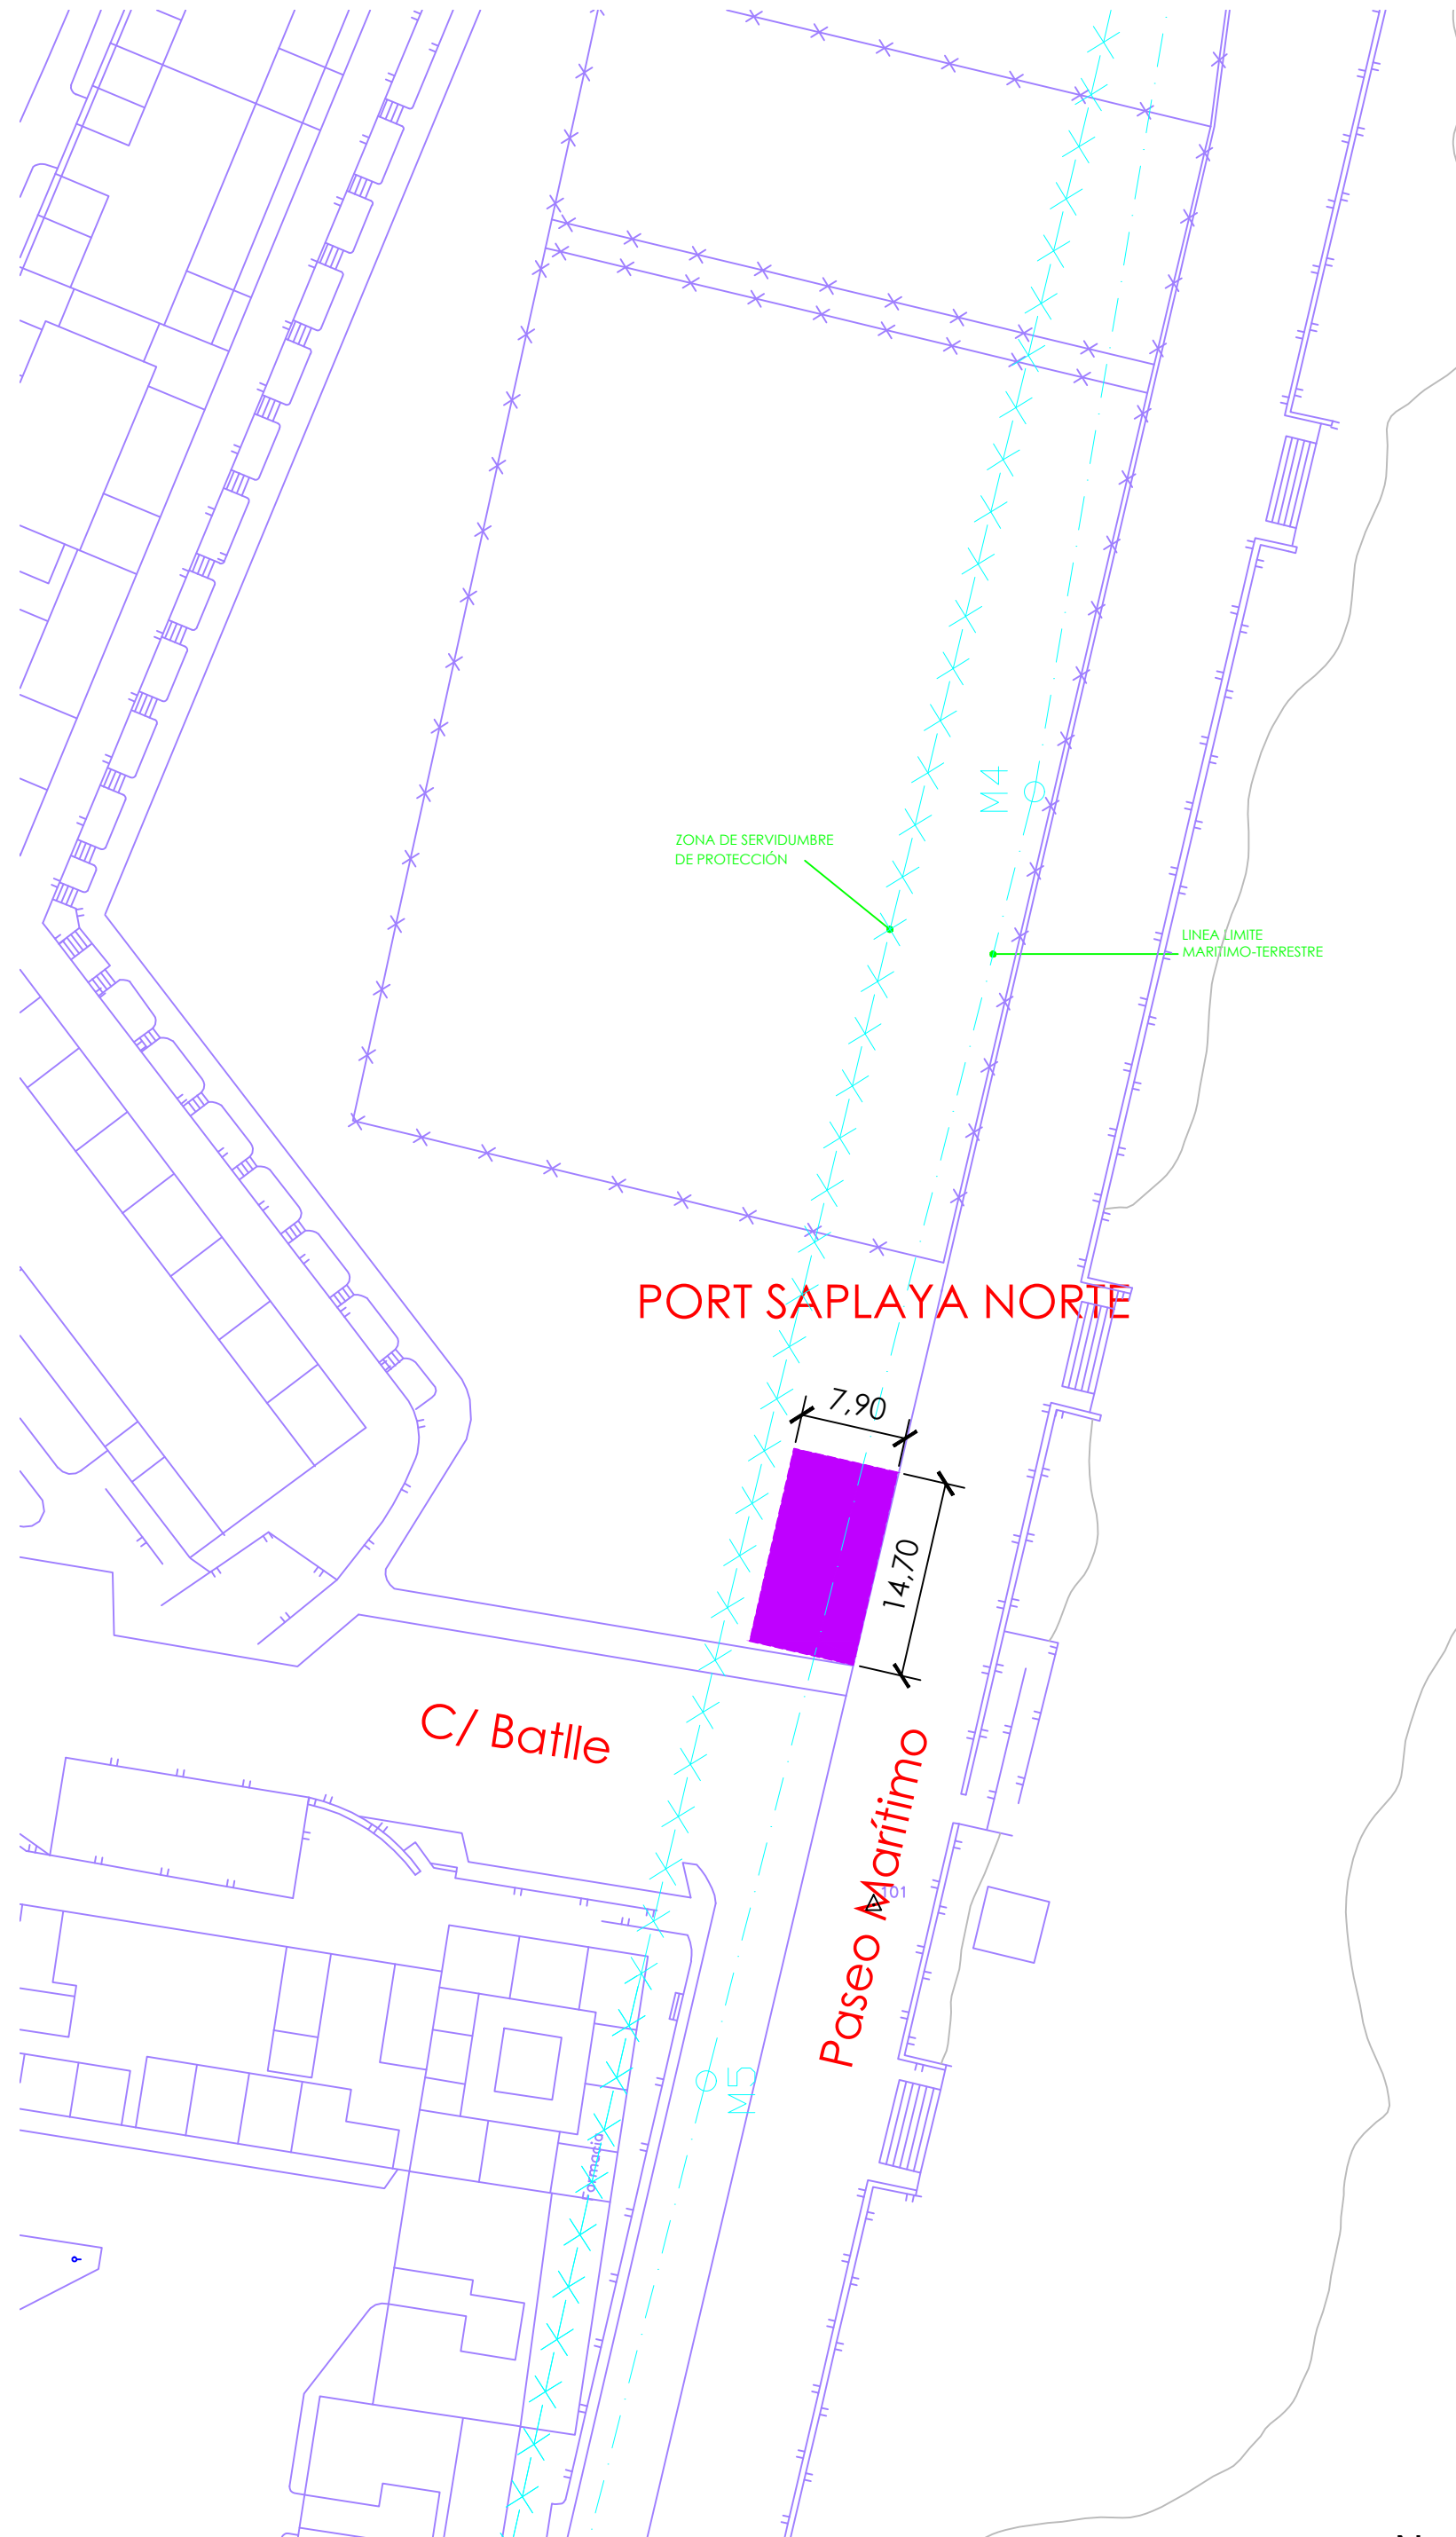 M4
ZONA DE SERVIDUMBRE
DE PROTECCIÓN
LINEA LIMITE
MARITIMO-TERRESTRE
PORT SAPLAYA NORTE
7,90
14,70
C/ Batlle
Paseo Marítimo
101
M5
Farmacia